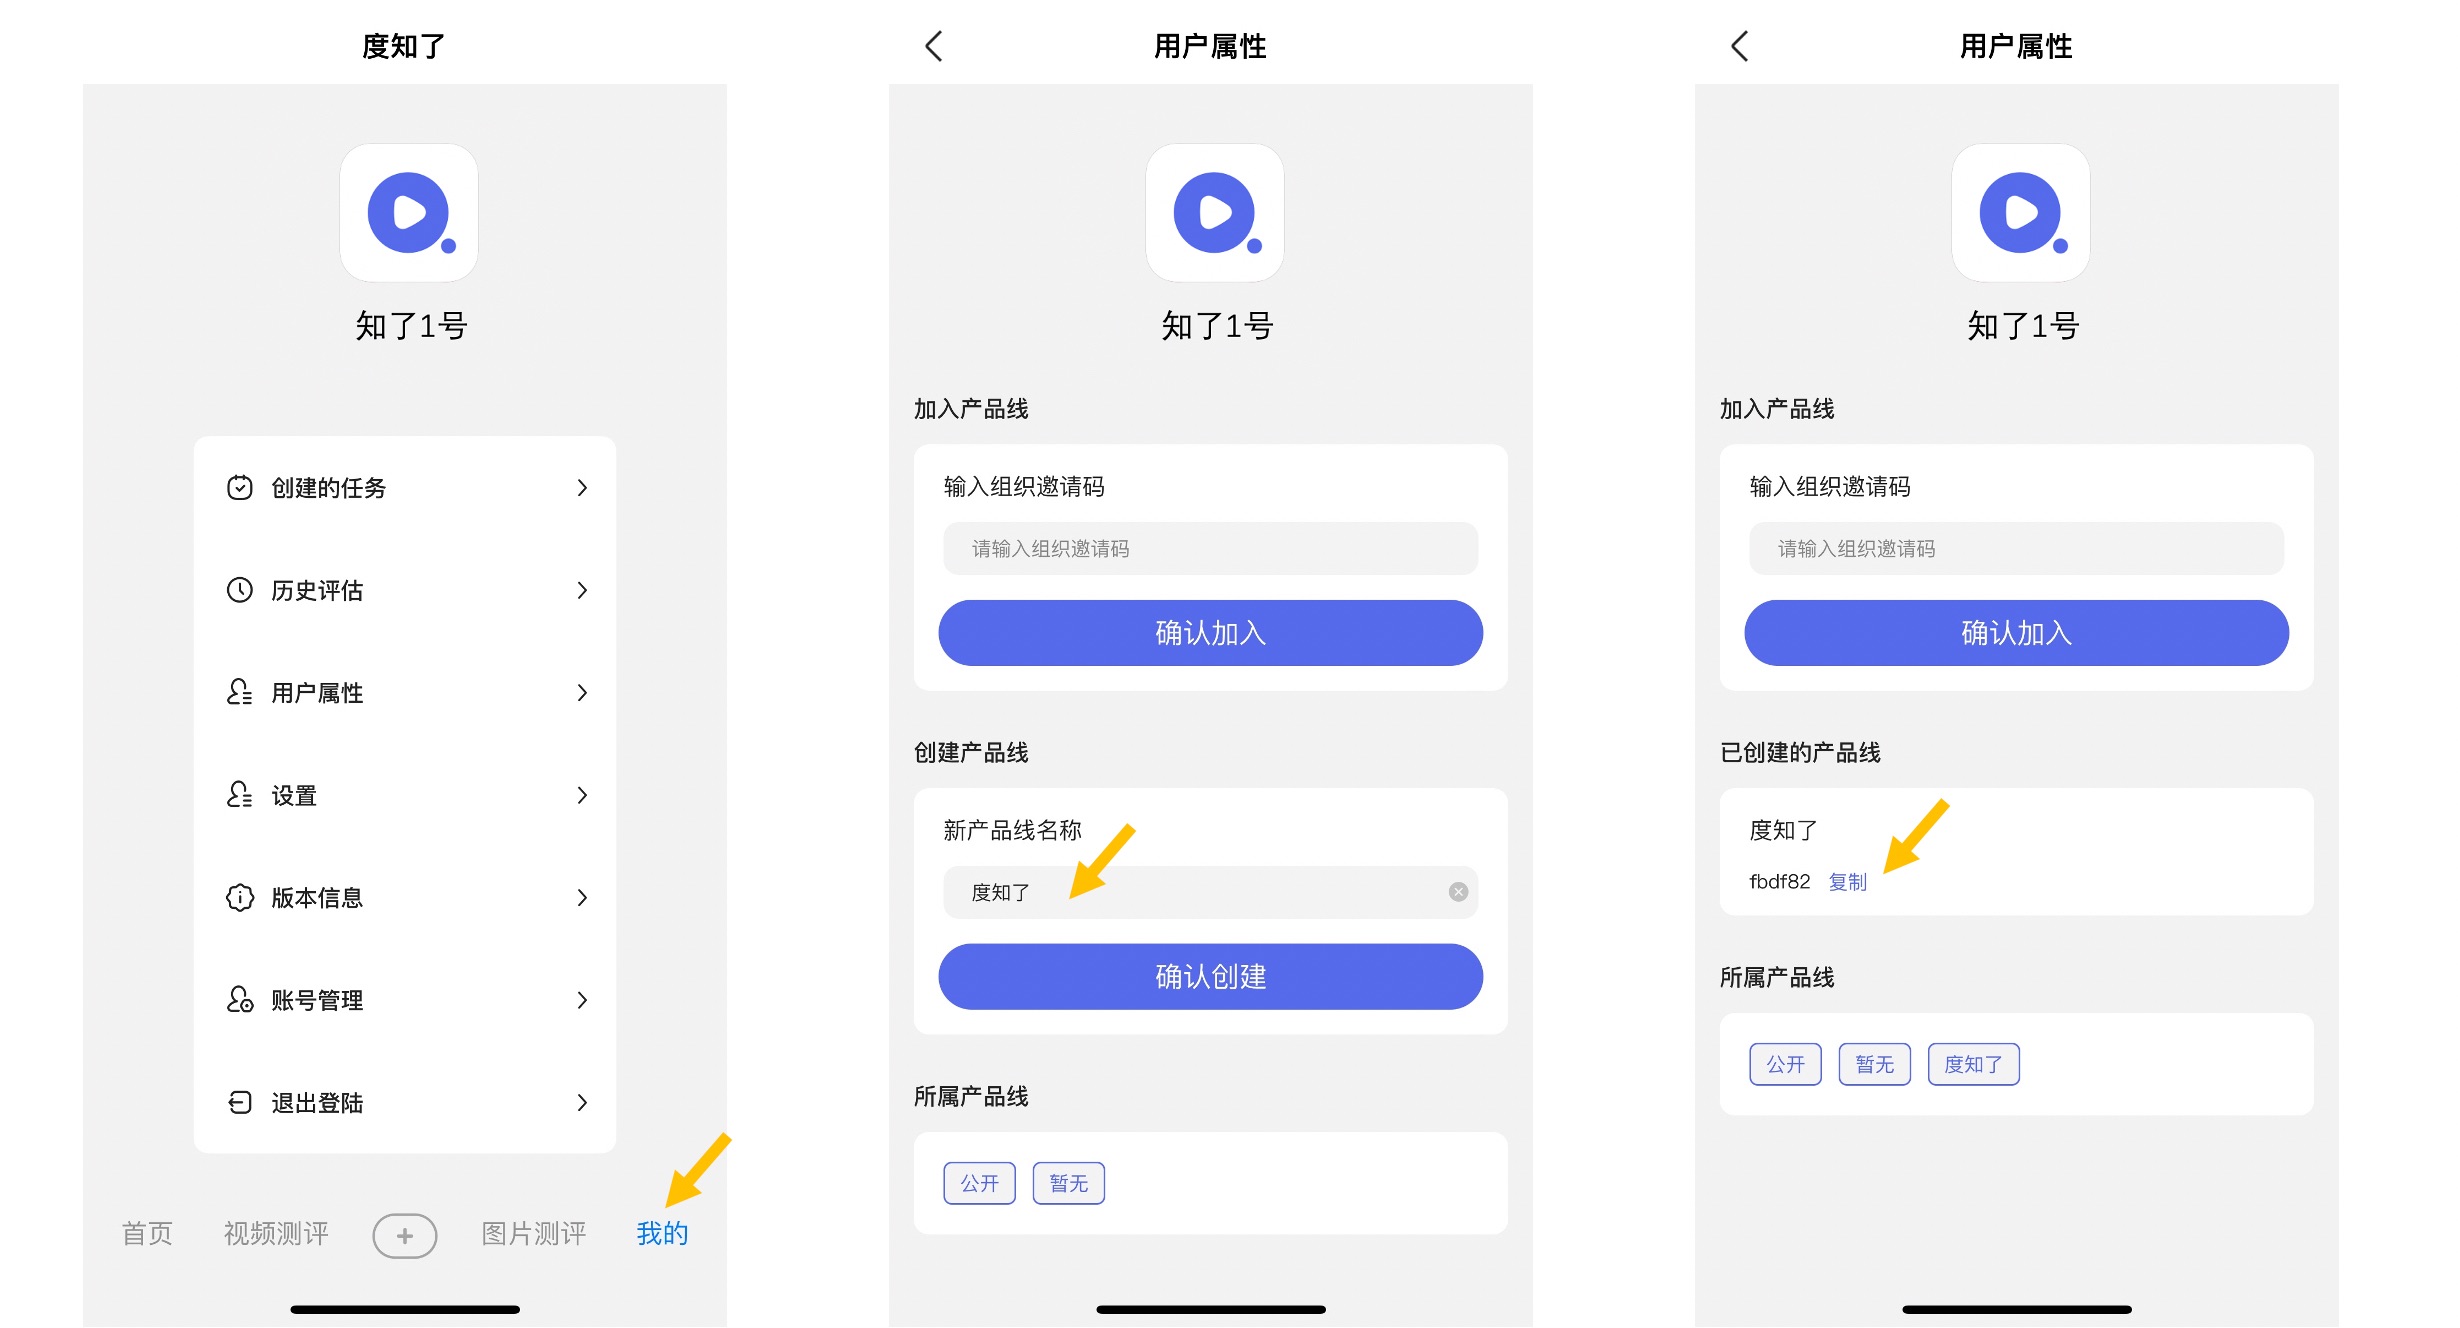 度知了
知了1号
创建的任务
历史评估
用户属性
设置
版本信息
账号管理
退出登陆
首页 视频测评 + 图片测评 我的
用户属性
知了1号
加入产品线
输入组织邀请码
请输入组织邀请码
确认加入
创建产品线
新产品线名称
度知了
确认创建
所属产品线
公开 暂无
用户属性
知了1号
加入产品线
输入组织邀请码
请输入组织邀请码
确认加入
已创建的产品线
度知了
fbdf82 复制
所属产品线
公开 暂无 度知了